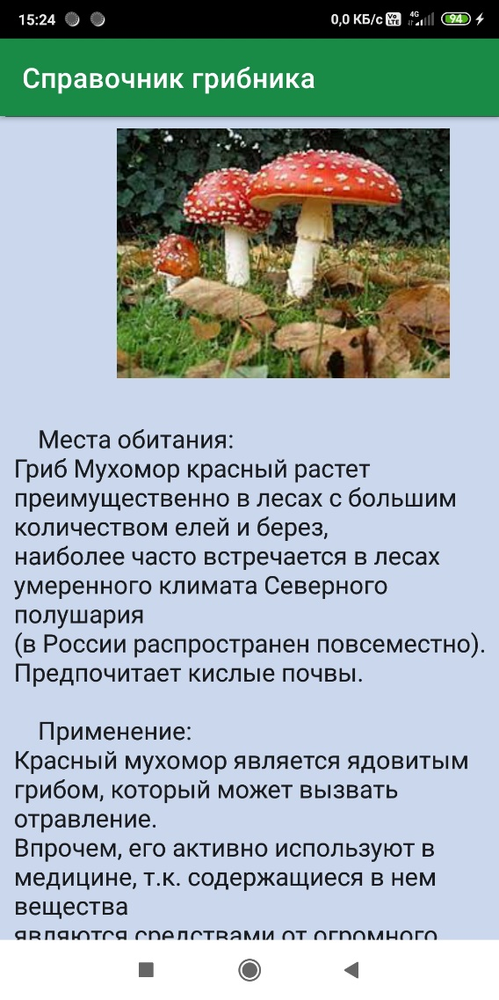 15:24 0,0 КБ/с Vo LTE 4G 94
Справочник грибника
Места обитания:
Гриб Мухомор красный растет
преимущественно в лесах с большим
количеством елей и берез,
наиболее часто встречается в лесах
умеренного климата Северного
полушария
(в России распространен повсеместно).
Предпочитает кислые почвы.
Применение:
Красный мухомор является ядовитым
грибом, который может вызвать
отравление.
Впрочем, его активно используют в
медицине, т.к. содержащиеся в нем
вещества
являются средствами от огромного